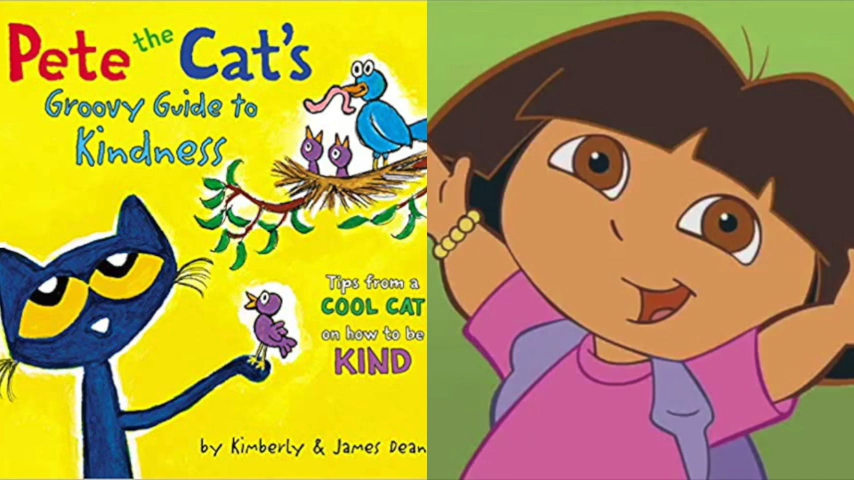 Pete the Cat's
Groovy Guide to
Kindness
Tips from a
COOL CAT
on how to be
KIND
by Kimberly & James Dean